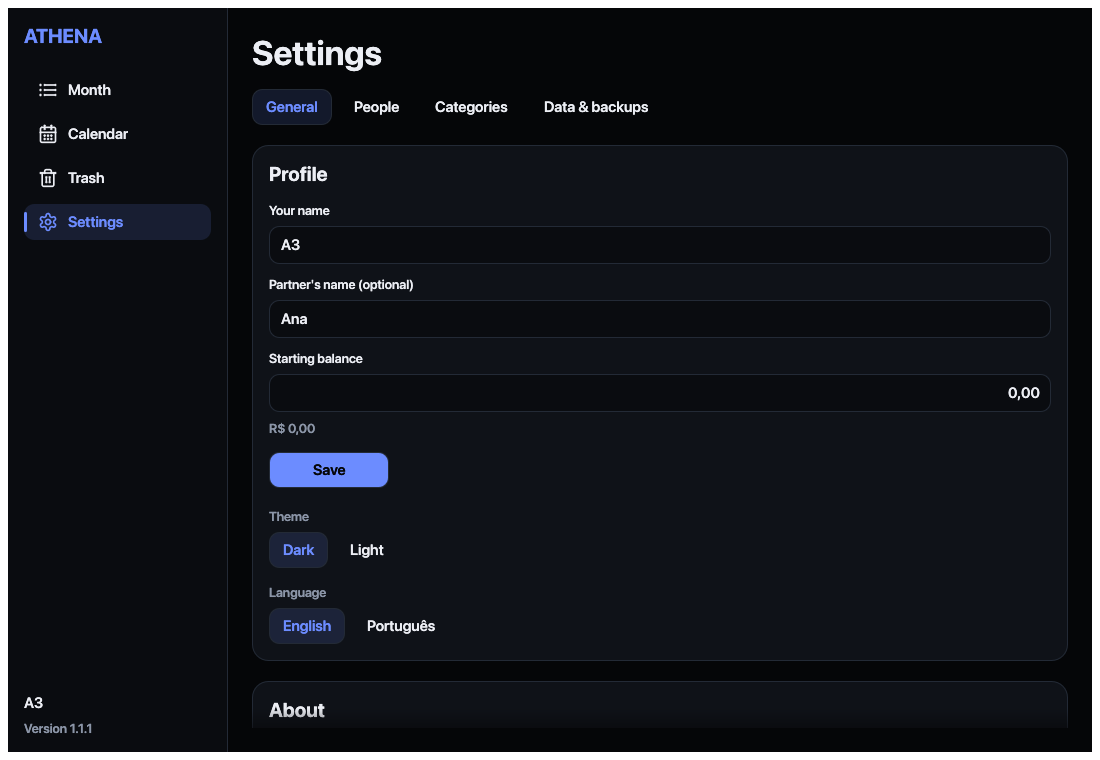 ATHENA
Month
Calendar
Trash
Settings
A3
Version 1.1.1
Settings
General People Categories Data & backups
Profile
Your name
A3
Partner's name (optional)
Ana
Starting balance
0,00
R$ 0,00
Save
Theme
Dark Light
Language
English Português
About